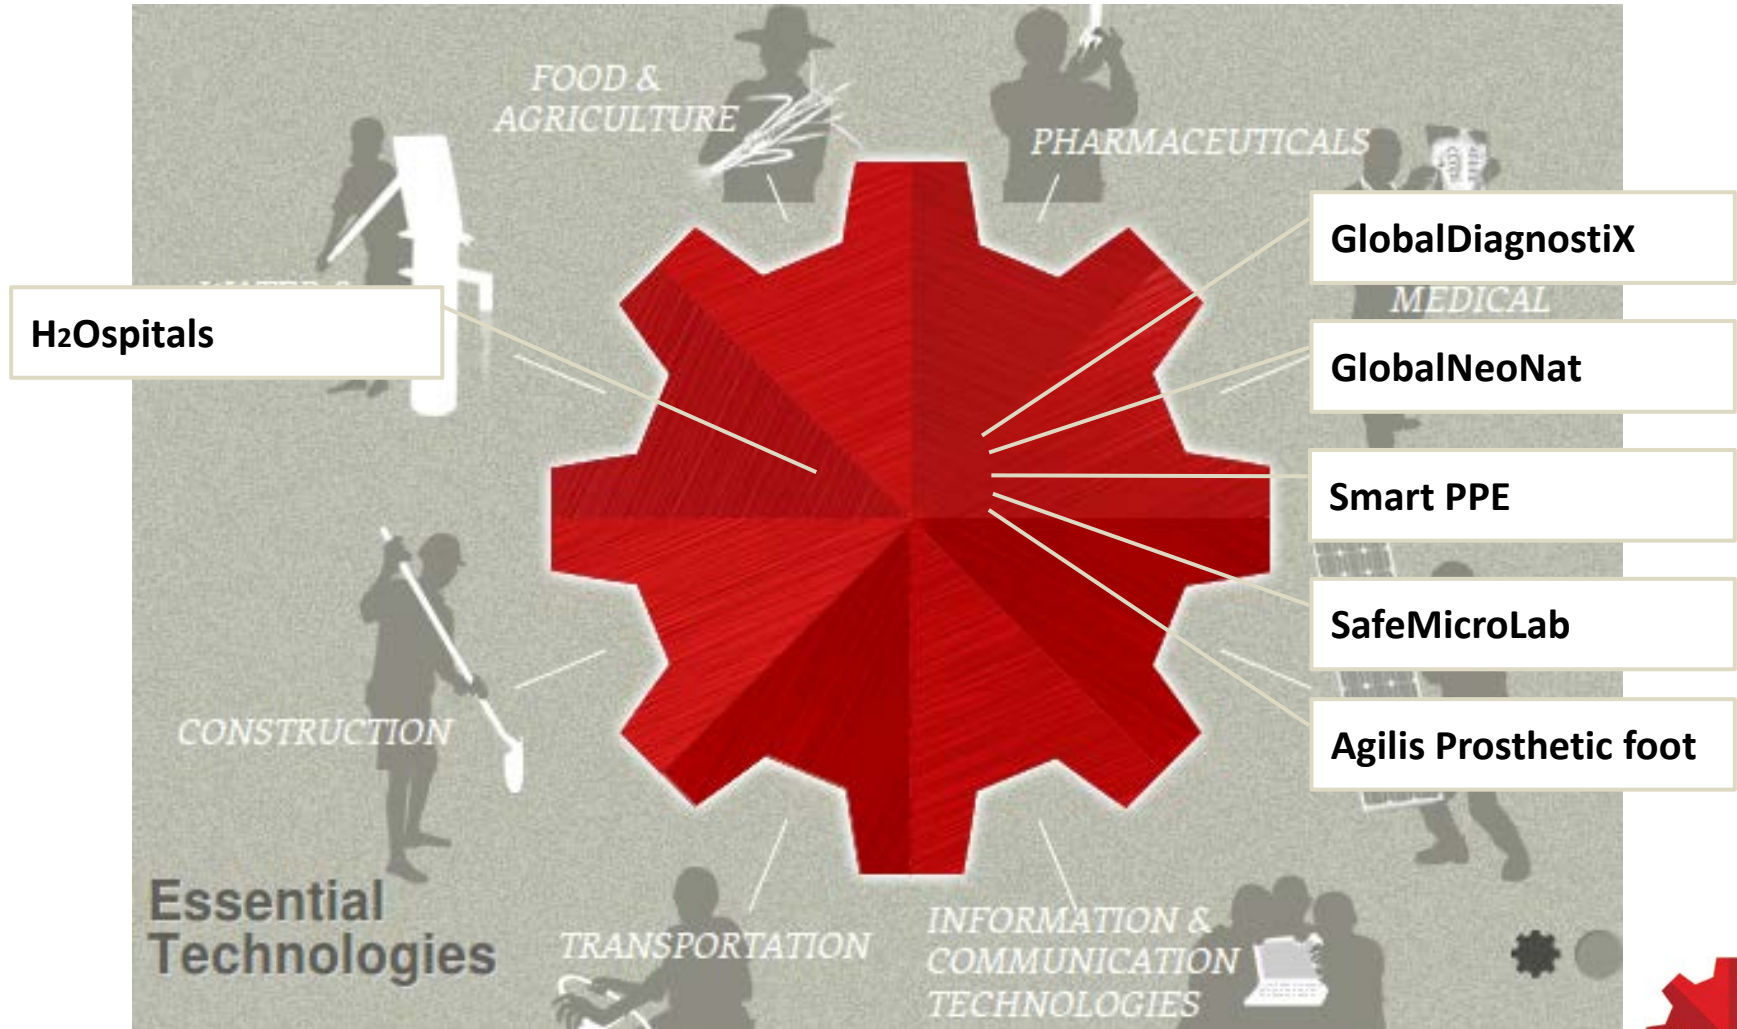 FOOD &
AGRICULTURE
PHARMACEUTICALS
GlobalDiagnostiX
MEDICAL
H2Ospitals
GlobalNeoNat
Smart PPE
SafeMicroLab
CONSTRUCTION
Agilis Prosthetic foot
Essential
Technologies
TRANSPORTATION
INFORMATION &
COMMUNICATION
TECHNOLOGIES